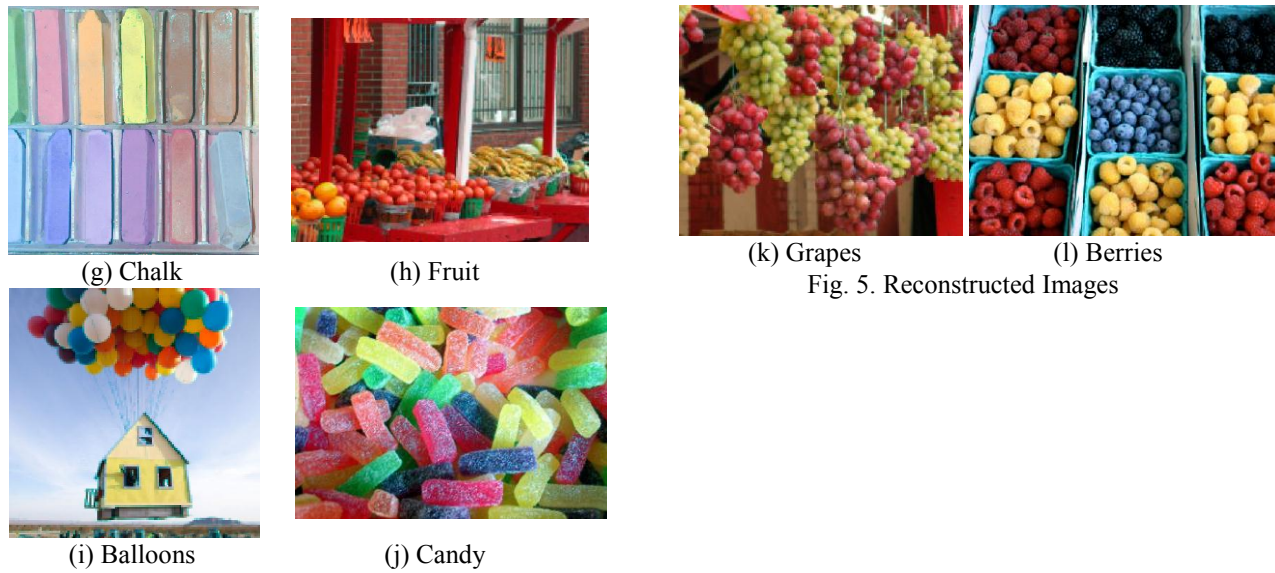 (g) Chalk
(h) Fruit
(i) Balloons
(j) Candy
(k) Grapes
(l) Berries
Fig. 5. Reconstructed Images